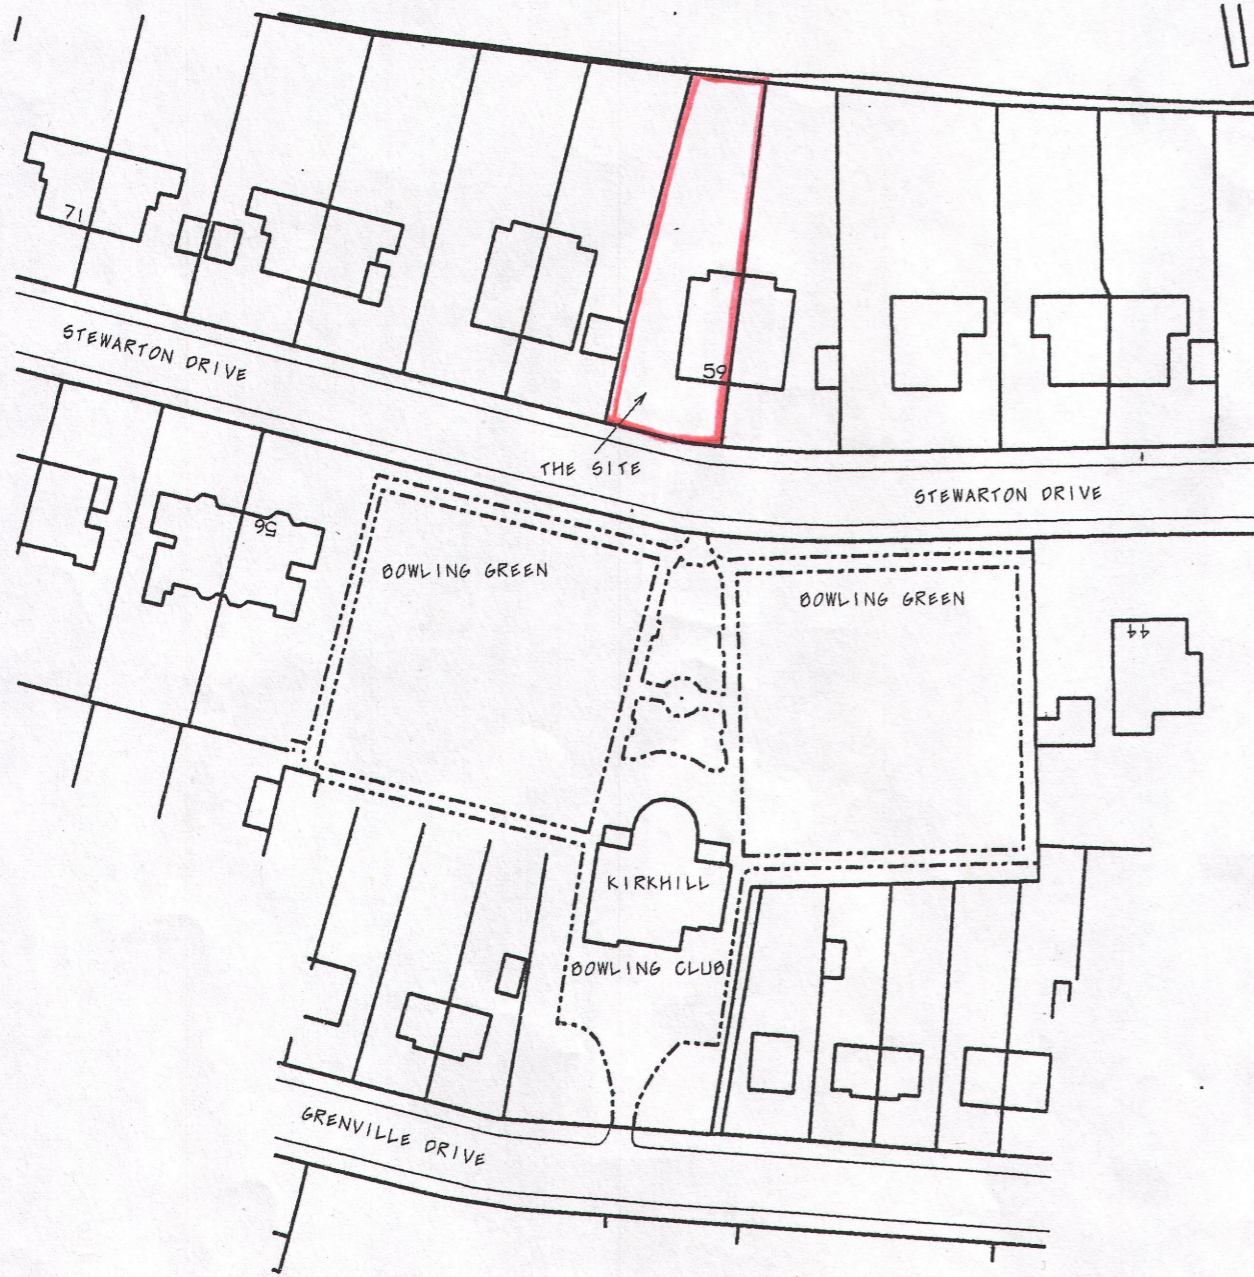 71
STEWARTON DRIVE
59
THE SITE
STEWARTON DRIVE
56
BOWLING GREEN
BOWLING GREEN
44
KIRKHILL
BOWLING CLUB
GRENVILLE DRIVE